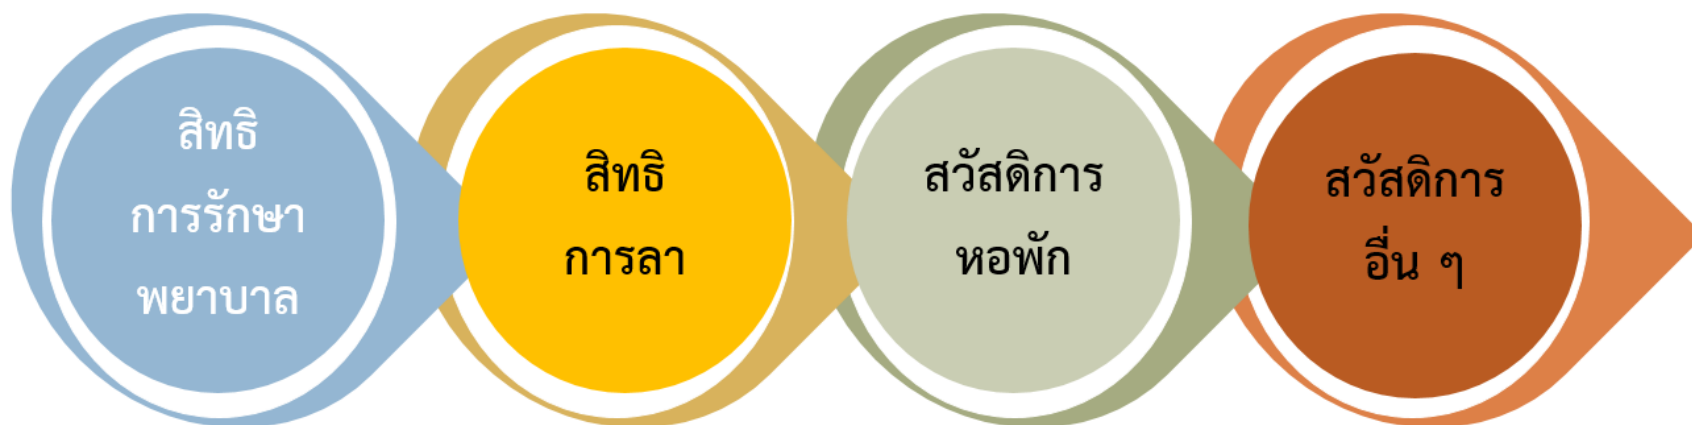 สิทธิ
การรักษา
พยาบาล
สิทธิ
การลา
สวัสดิการ
หอพัก
สวัสดิการ
อื่น ๆ